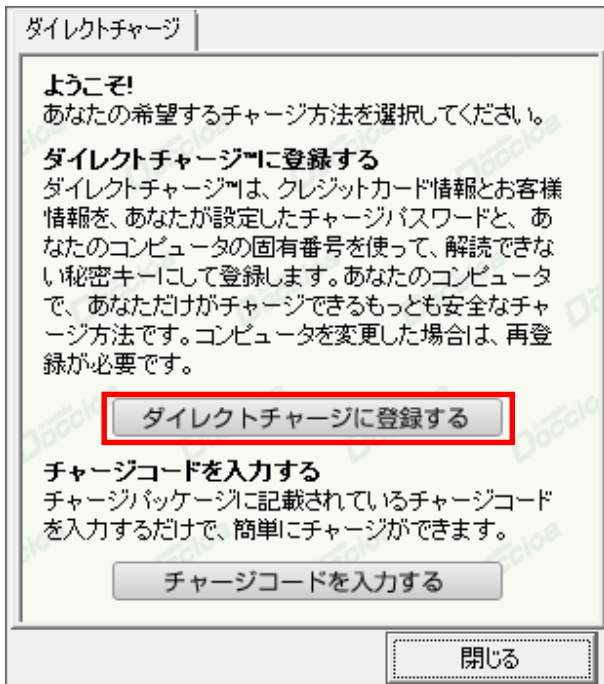 ダイレクトチャージ
ようこそ!
あなたの希望するチャージ方法を選択してください。
ダイレクトチャージ™に登録する
ダイレクトチャージ™は、クレジットカード情報とお客様
情報を、あなたが設定したチャージパスワードと、あ
なたのコンピュータの固有番号を使って、解読できな
い秘密キーにして登録します。あなたのコンピュータ
で、あなただけがチャージできるもっとも安全なチャ
ージ方法です。コンピュータを変更した場合は、再登
録が必要です。
ダイレクトチャージに登録する
チャージコードを入力する
チャージパッケージに記載されているチャージコード
を入力するだけで、簡単にチャージができます。
チャージコードを入力する
閉じる